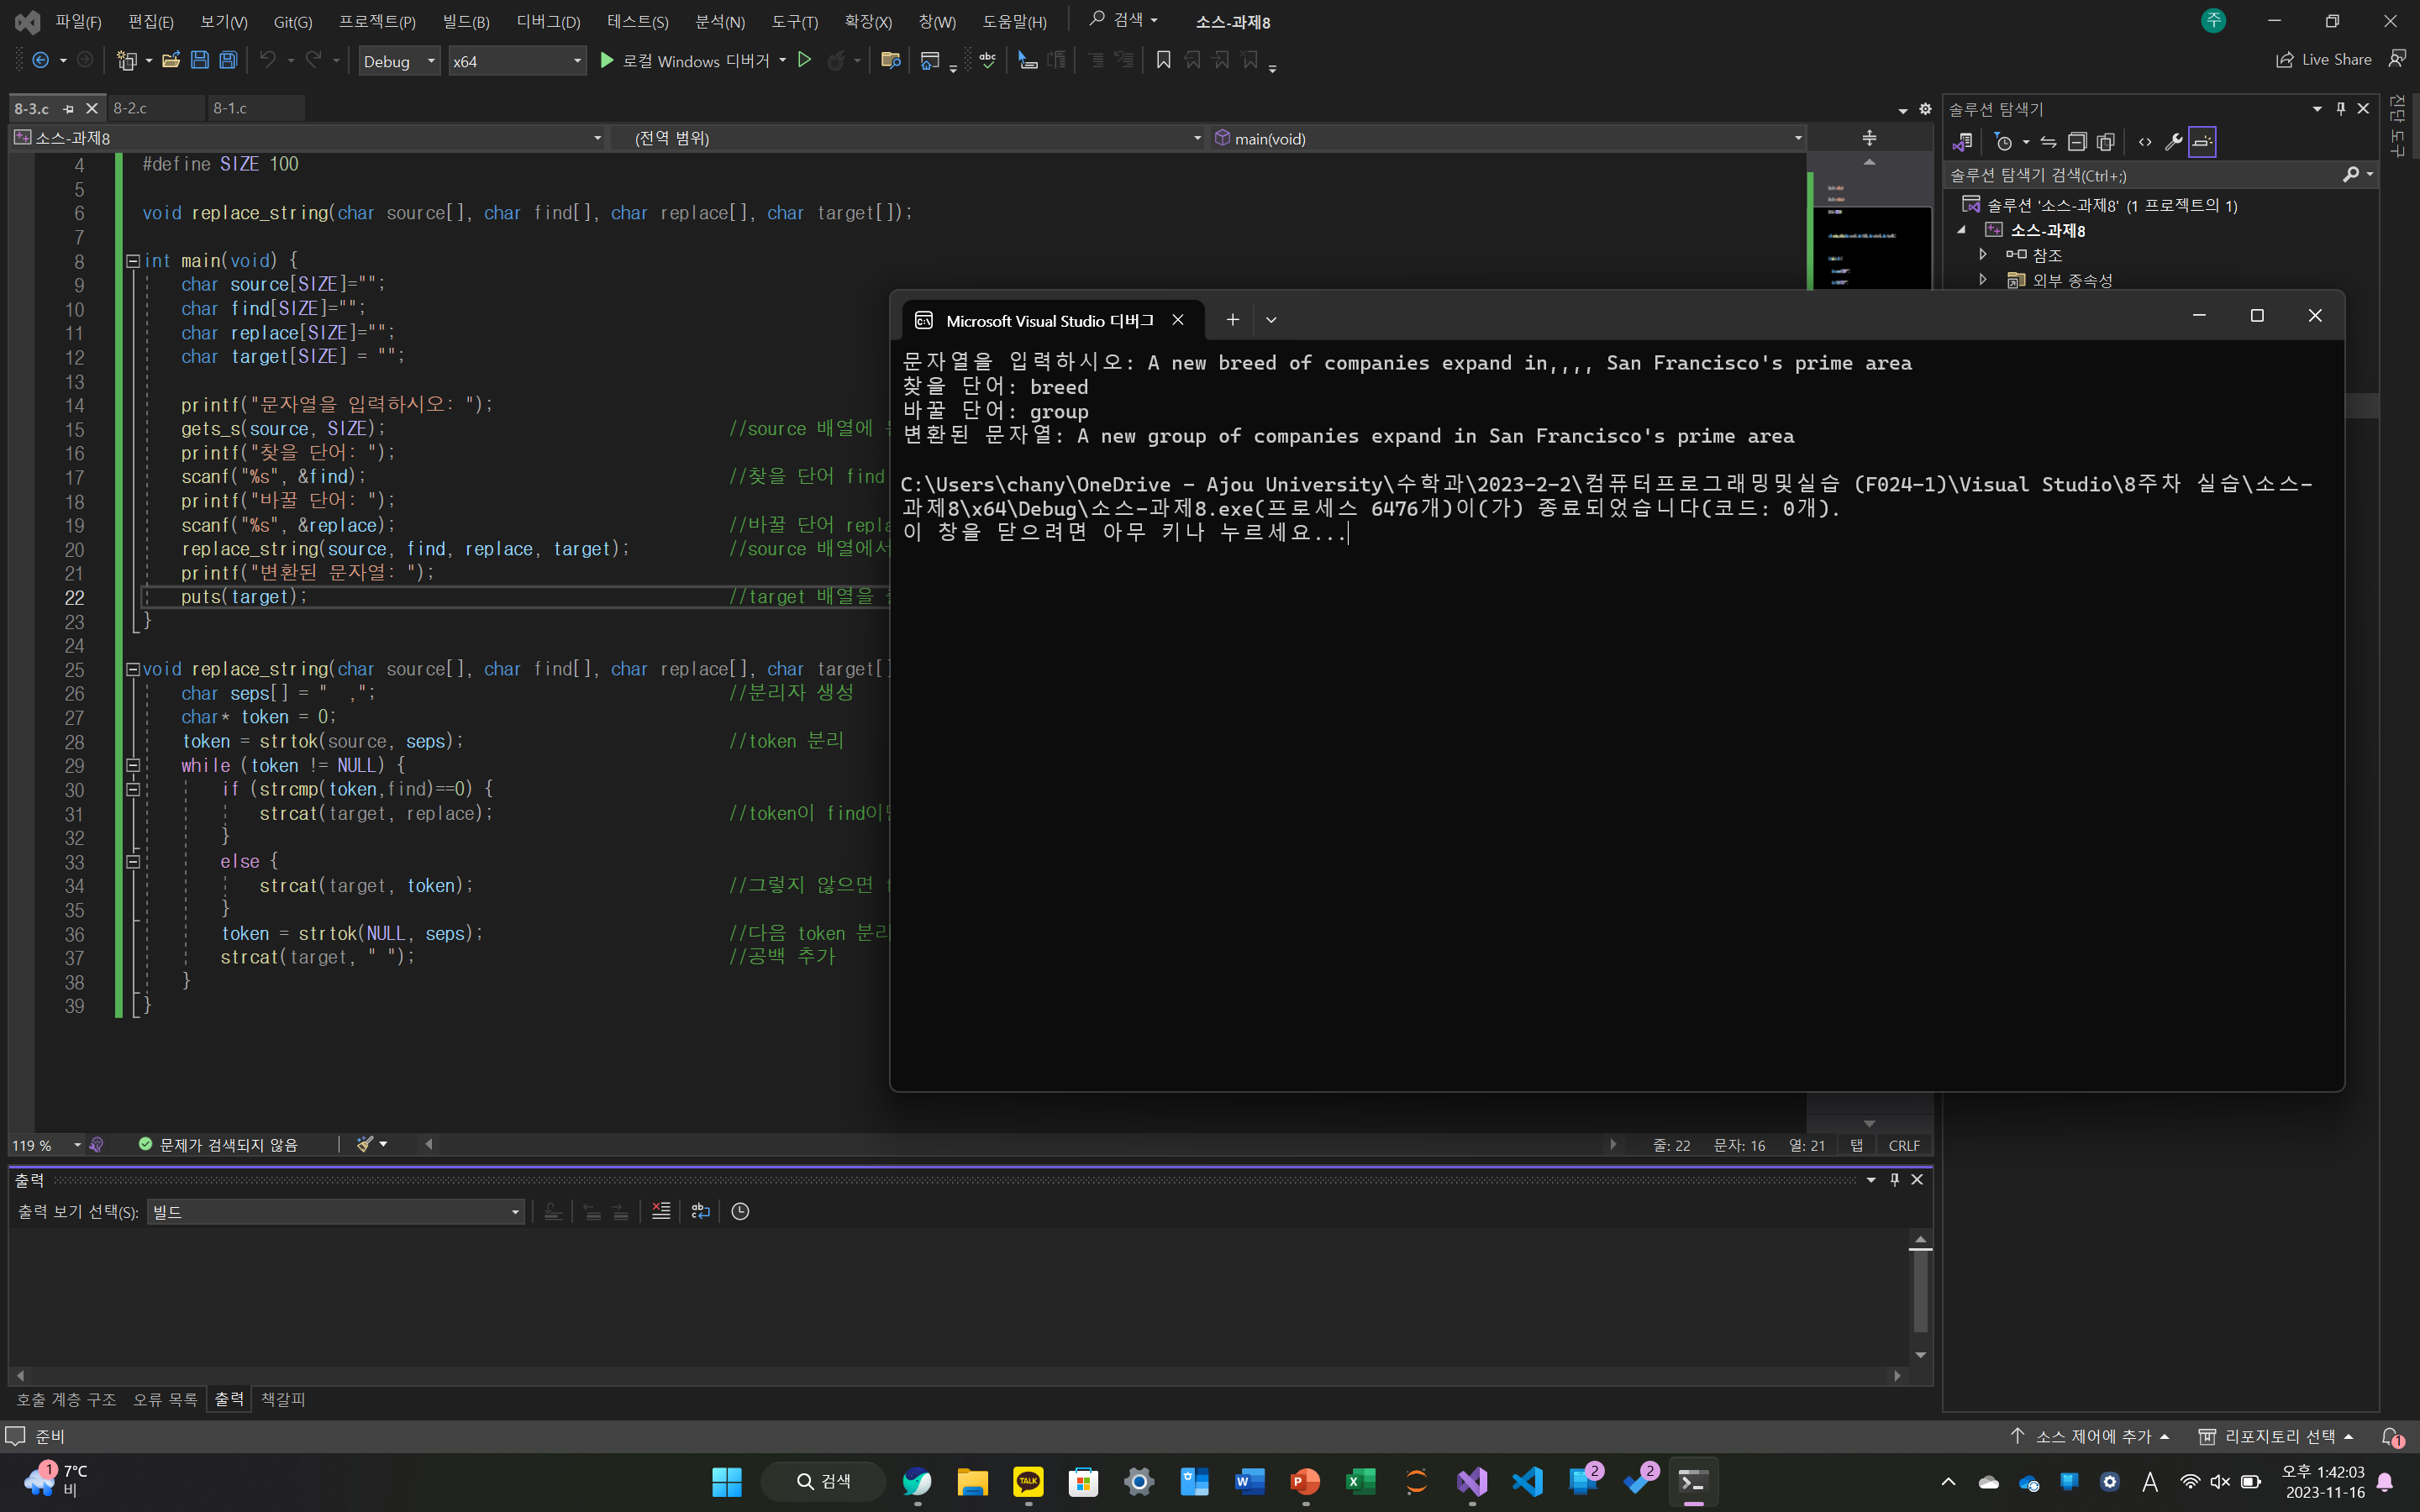 파일(F) 편집(E) 보기(V) Git(G) 프로젝트(P) 빌드(B) 디버그(D) 테스트(S) 분석(N) 도구(T) 확장(X) 창(W) 도움말(H) 검색 소스-과제8 주
Debug x64 로컬 Windows 디버거 Live Share
8-3.c 8-2.c 8-1.c
소스-과제8 (전역 범위) main(void)
4 #define SIZE 100
5
6 void replace_string(char source[], char find[], char replace[], char target[]);
7
8 int main(void) {
9 char source[SIZE]="";
10 char find[SIZE]="";
11 char replace[SIZE]="";
12 char target[SIZE] = "";
13
14 printf("문자열을 입력하시오: ");
15 gets_s(source, SIZE); //source 배열에
16 printf("찾을 단어: ");
17 scanf("%s", &find); //찾을 단어 find
18 printf("바꿀 단어: ");
19 scanf("%s", &replace); //바꿀 단어 repla
20 replace_string(source, find, replace, target); //source 배열에서
21 printf("변환된 문자열: ");
22 puts(target); //target 배열을
23 }
24
25 void replace_string(char source[], char find[], char replace[], char target[]
26 char seps[] = "  ,"; //분리자 생성
27 char* token = 0;
28 token = strtok(source, seps); //token 분리
29 while (token != NULL) {
30 if (strcmp(token,find)==0) {
31 strcat(target, replace); //token이 find이면
32 }
33 else {
34 strcat(target, token); //그렇지 않으면 t
35 }
36 token = strtok(NULL, seps); //다음 token 분리
37 strcat(target, " "); //공백 추가
38 }
39 }
Microsoft Visual Studio 디버그
문자열을 입력하시오: A new breed of companies expand in,,,, San Francisco's prime area
찾을 단어: breed
바꿀 단어: group
변환된 문자열: A new group of companies expand in San Francisco's prime area
C:\Users\chany\OneDrive - Ajou University\수학과\2023-2-2\컴퓨터프로그래밍및실습 (F024-1)\Visual Studio\8주차 실습\소스-
과제8\x64\Debug\소스-과제8.exe(프로세스 6476개)이(가) 종료되었습니다(코드: 0개).
이 창을 닫으려면 아무 키나 누르세요...
솔루션 탐색기
솔루션 탐색기 검색(Ctrl+;)
솔루션 '소스-과제8' (1 프로젝트의 1)
소스-과제8
참조
외부 종속성
진단 도구
119 % 문제가 검색되지 않음 줄: 22 문자: 16 열: 21 탭 CRLF
출력
출력 보기 선택(S): 빌드
호출 계층 구조 오류 목록 출력 책갈피
준비 소스 제어에 추가 리포지토리 선택 1
1 7°C
비
검색
TALK
2 2
A
오후 1:42:03
2023-11-16